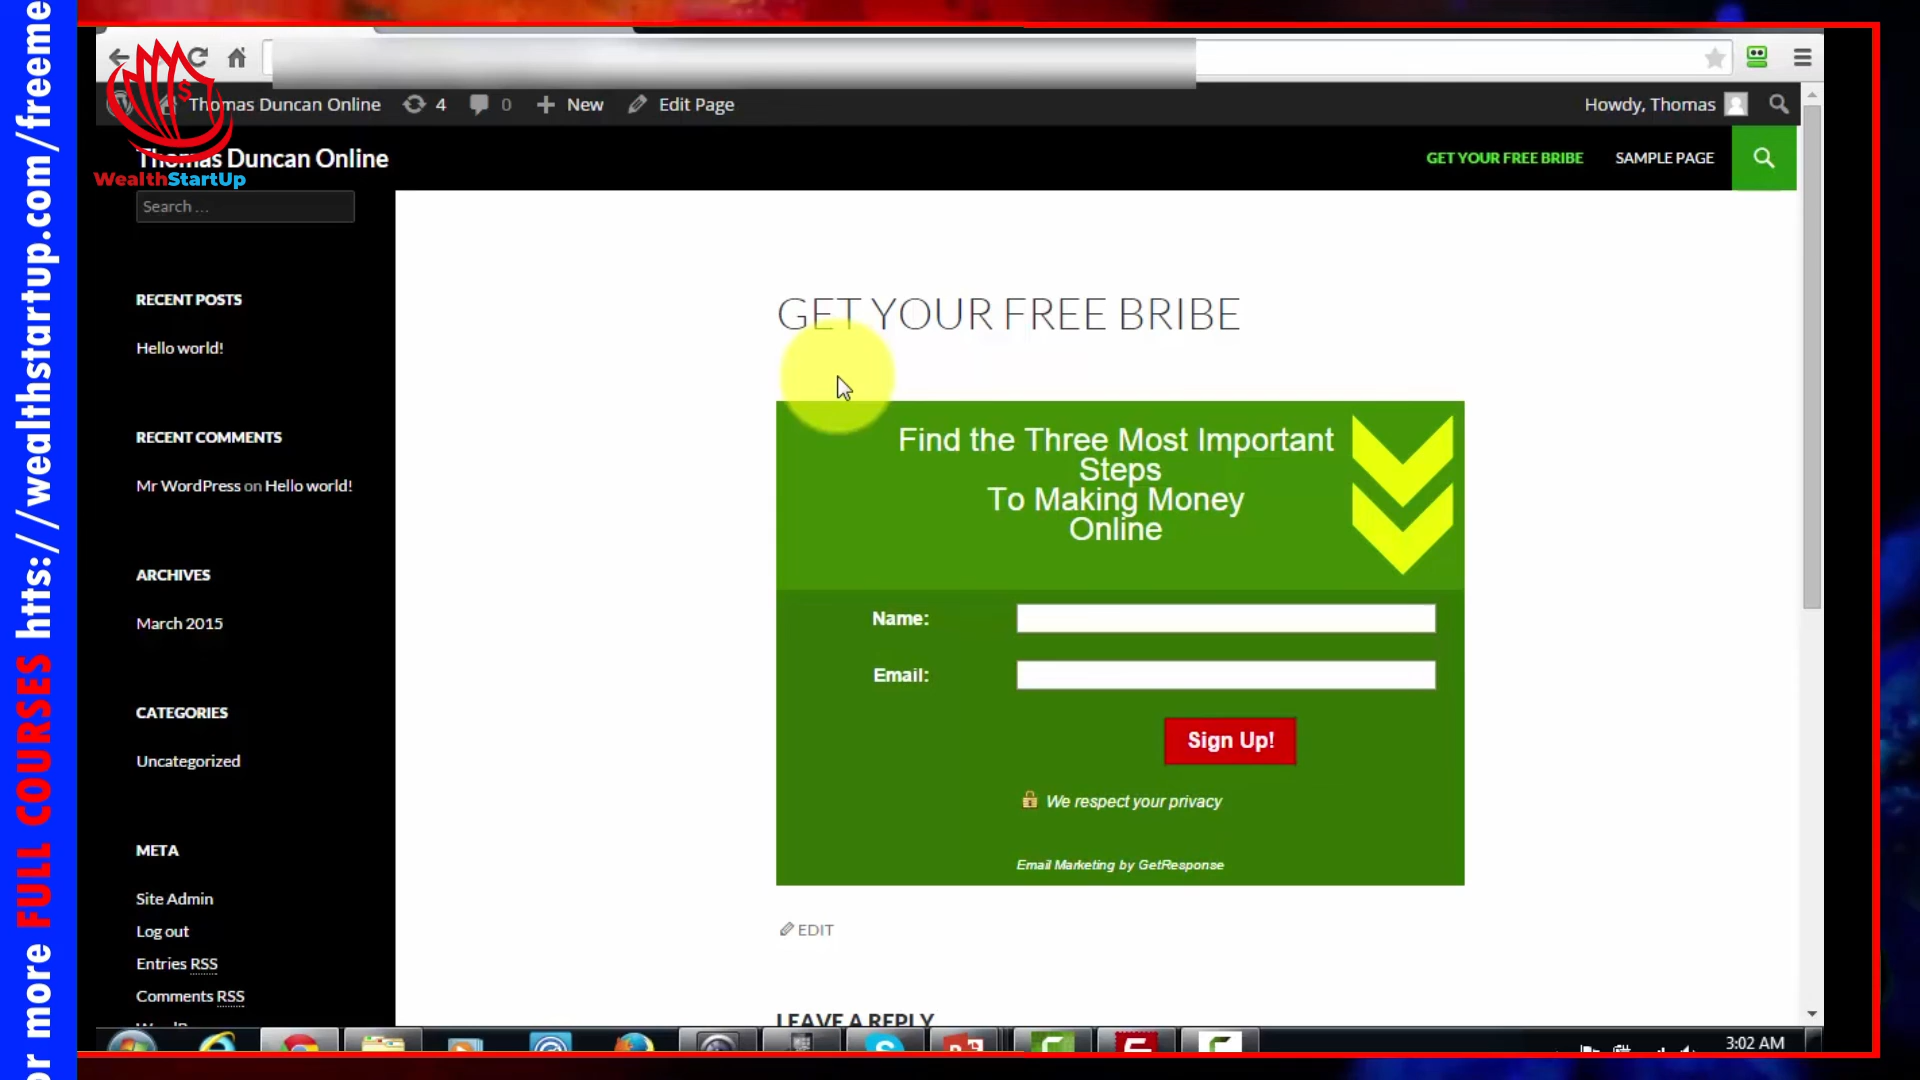 or more FULL COURSES htts://wealthstartup.com/freeme
WealthStartUp
Thomas Duncan Online
4
0
New
Edit Page
Howdy, Thomas
Thomas Duncan Online
GET YOUR FREE BRIBE
SAMPLE PAGE
Search ...
RECENT POSTS
Hello world!
RECENT COMMENTS
Mr WordPress on Hello world!
ARCHIVES
March 2015
CATEGORIES
Uncategorized
META
Site Admin
Log out
Entries RSS
Comments RSS
GET YOUR FREE BRIBE
Find the Three Most Important
Steps
To Making Money
Online
Name:
Email:
Sign Up!
We respect your privacy
Email Marketing by GetResponse
EDIT
LEAVE A REPLY
3:02 AM